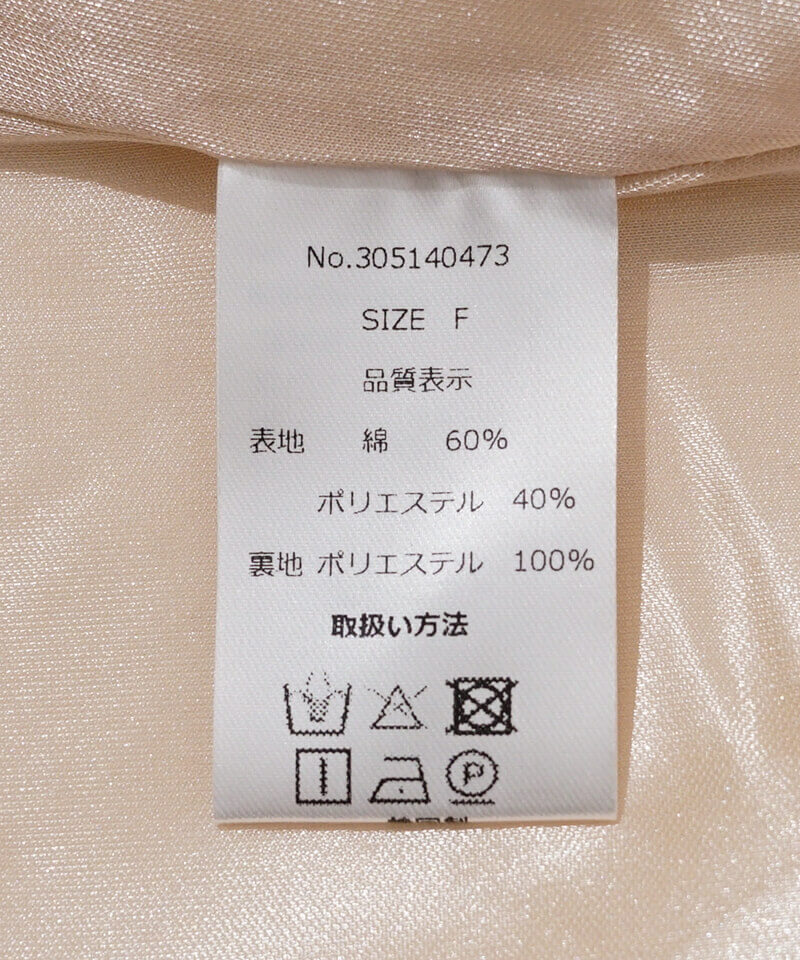 No.305140473
SIZE F
品質表示
表地 綿 60%
ポリエステル 40%
裏地 ポリエステル 100%
取扱い方法
P